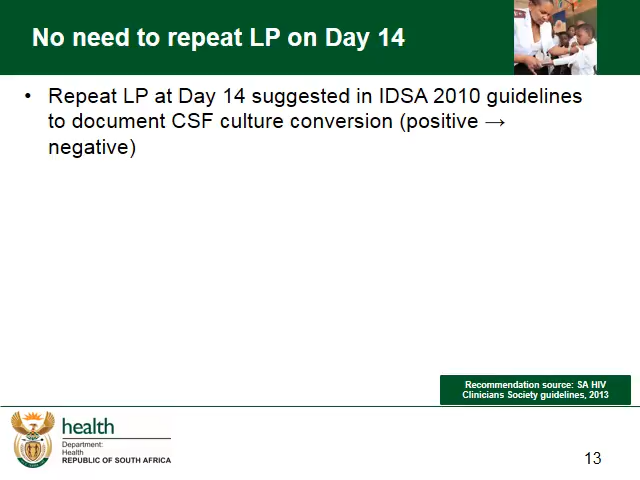 No need to repeat LP on Day 14
• Repeat LP at Day 14 suggested in IDSA 2010 guidelines
to document CSF culture conversion (positive →
negative)
Recommendation source: SA HIV
Clinicians Society guidelines, 2013
health
Department:
Health
REPUBLIC OF SOUTH AFRICA
13